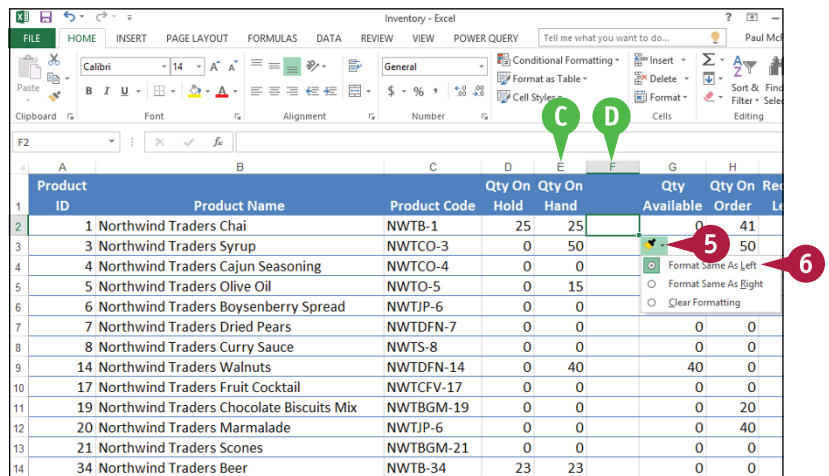 Inventory - Excel
?
FILE HOME INSERT PAGE LAYOUT FORMULAS DATA REVIEW VIEW POWER QUERY Tell me what you want to do... Paul McF
Calibri 14 A A General Conditional Formatting Insert Σ A Z
Paste B I U A $ % , .0 .00 .00 .0 Format as Table Delete Sort & Find
Cell Styles Format Filter Selec
Clipboard Font Alignment Number Cells Editing
C D
F2 fx
A B C D E F G H
1 Product ID Product Name Product Code Qty On Hold Qty On Hand Qty Available Qty On Order Rec Le
2 1 Northwind Traders Chai NWTB-1 25 25 0 41
3 3 Northwind Traders Syrup NWTCO-3 0 50 50
5
4 4 Northwind Traders Cajun Seasoning NWTCO-4 0 0 Format Same As Left
6
5 5 Northwind Traders Olive Oil NWTO-5 0 15 Format Same As Right
6 6 Northwind Traders Boysenberry Spread NWTJP-6 0 0 Clear Formatting
7 7 Northwind Traders Dried Pears NWTDFN-7 0 0 0 0
8 8 Northwind Traders Curry Sauce NWTS-8 0 0 0 0
9 14 Northwind Traders Walnuts NWTDFN-14 0 40 40 0
10 17 Northwind Traders Fruit Cocktail NWTCFV-17 0 0 0 0
11 19 Northwind Traders Chocolate Biscuits Mix NWTBGM-19 0 0 0 20
12 20 Northwind Traders Marmalade NWTJP-6 0 0 0 40
13 21 Northwind Traders Scones NWTBGM-21 0 0 0 0
14 34 Northwind Traders Beer NWTB-34 23 23 0 0